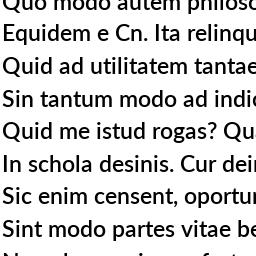 Quo modo autem philoso
Equidem e Cn. Ita relinqu
Quid ad utilitatem tantae
Sin tantum modo ad indic
Quid me istud rogas? Qua
In schola desinis. Cur dein
Sic enim censent, oportun
Sint modo partes vitae be